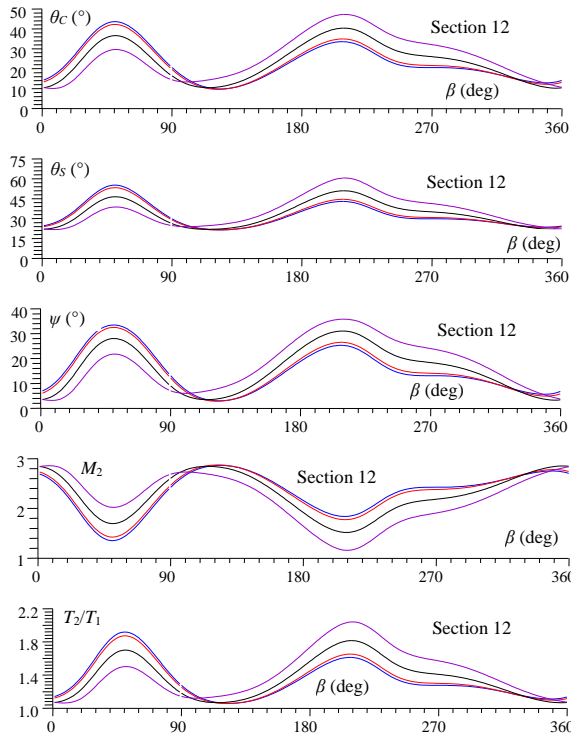 50 θC (°) Section 12
40
30
20
10 β (deg)
0
0 90 180 270 360
75 θS (°)
60 Section 12
45
30
15 β (deg)
0
0 90 180 270 360
40 ψ (°)
30 Section 12
20
10 β (deg)
0
0 90 180 270 360
3 M2 Section 12
2
β (deg)
1
0 90 180 270 360
2.2 T2/T1
Section 12
1.8
1.4 β (deg)
1.0
0 90 180 270 360